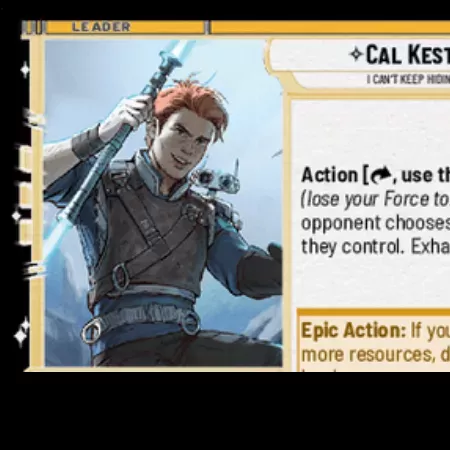 LEADER
CAL KEST
I CAN'T KEEP HIDIN
Action [, use th
(lose your Force to
opponent chooses
they control. Exha
Epic Action: If you
more resources, d